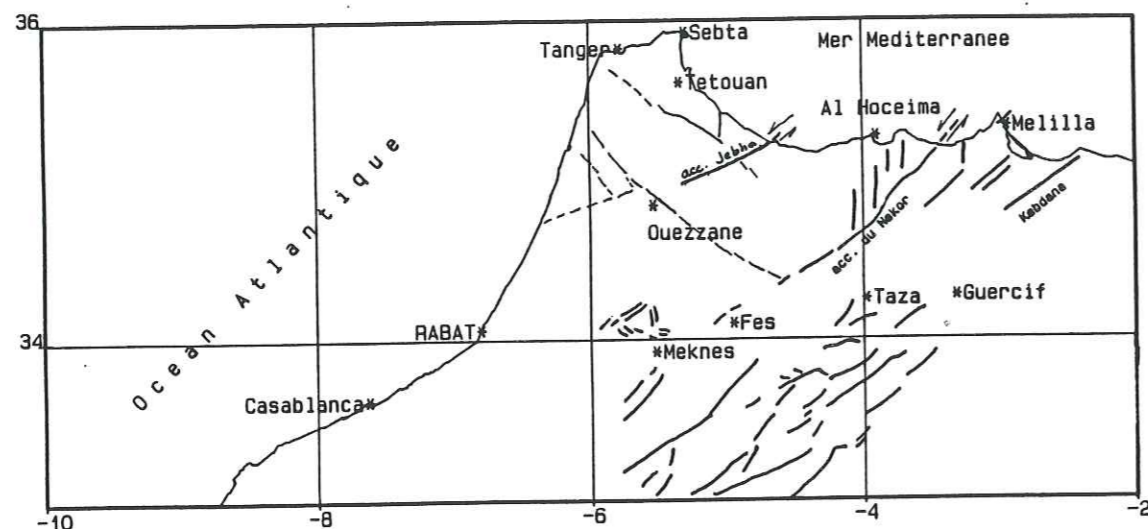 36
*Sebta
Tanger*
Mer Mediterranee
*Tetouan
Al Hoceima
*
*Melilla
acc. Jebha
Ocean Atlantique
*
Ouezzane
Kebdana
acc. du Nekor
*Taza
*Guercif
*Fes
RABAT*
34
*Meknes
Casablanca*
-10
-8
-6
-4
-2